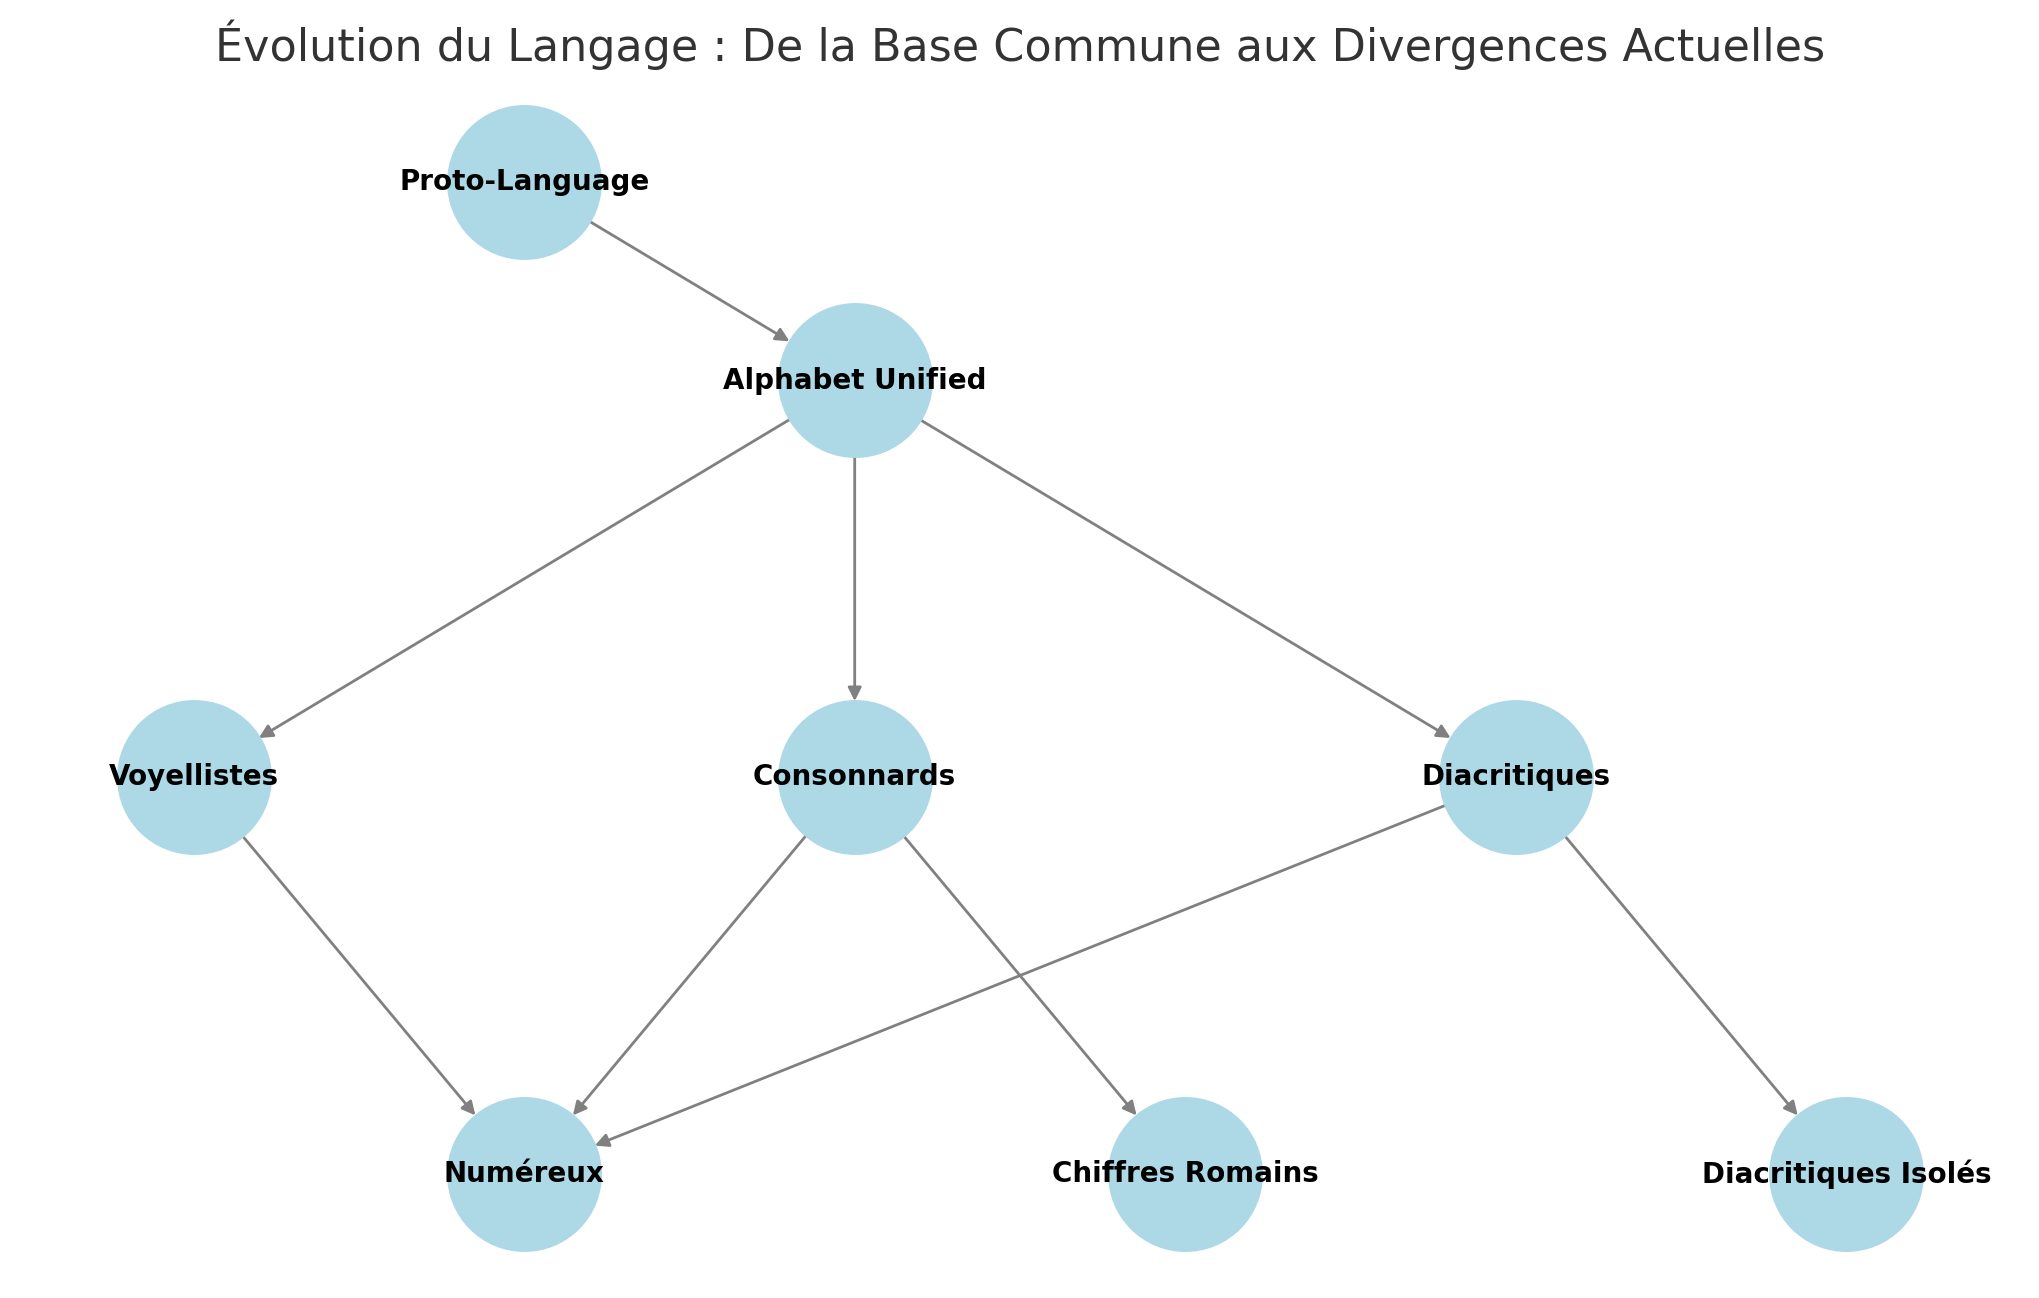 Évolution du Langage : De la Base Commune aux Divergences Actuelles
Proto-Language
Alphabet Unified
Voyellistes
Consonnards
Diacritiques
Numéreux
Chiffres Romains
Diacritiques Isolés